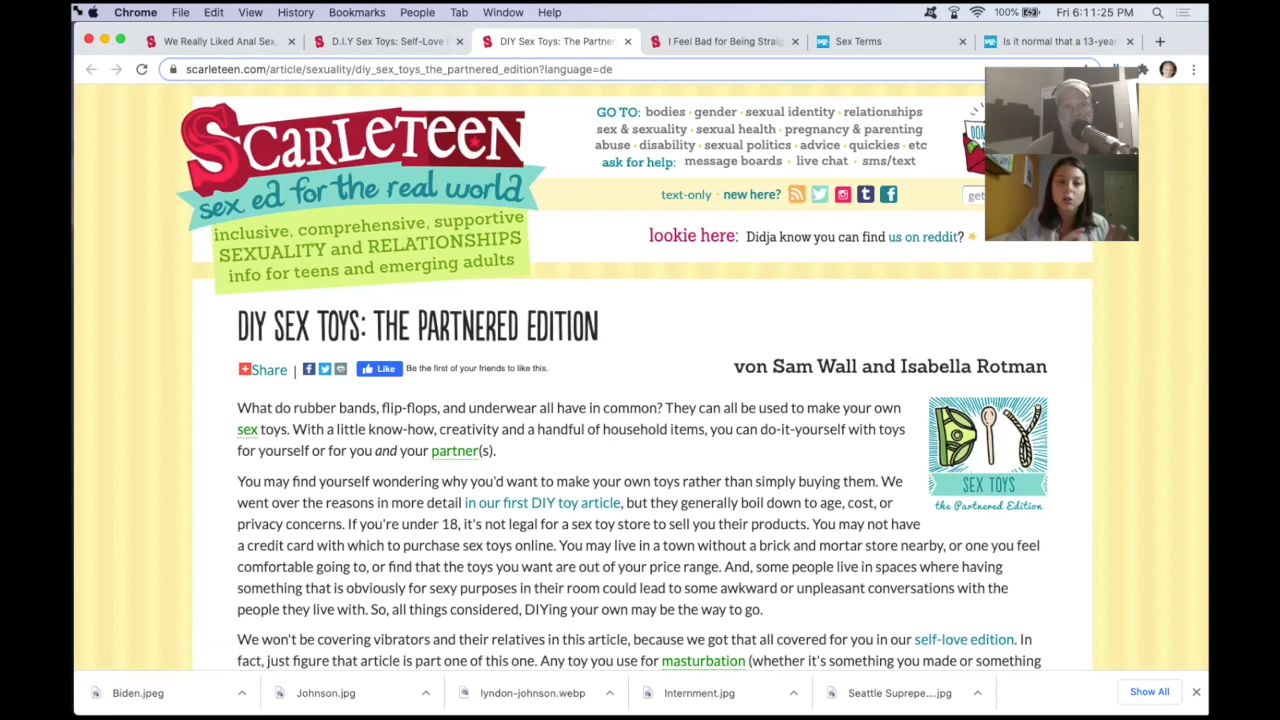 Chrome File Edit View History Bookmarks People Tab Window Help 100% Fri 6:11:25 PM
We Really Liked Anal Sex, D.I.Y Sex Toys: Self-Love DIY Sex Toys: The Partner I Feel Bad for Being Straig Sex Terms Is it normal that a 13-year
scarleteen.com/article/sexuality/diy_sex_toys_the_partnered_edition?language=de
SCARLETEEN
sex ed for the real world
inclusive, comprehensive, supportive
SEXUALITY and RELATIONSHIPS
info for teens and emerging adults
GO TO: bodies · gender · sexual identity · relationships
sex & sexuality · sexual health · pregnancy & parenting
abuse · disability · sexual politics · advice · quickies · etc
ask for help: message boards · live chat · sms/text
text-only · new here?
get
lookie here: Didja know you can find us on reddit?
DIY SEX TOYS: THE PARTNERED EDITION
Share | Like Be the first of your friends to like this.
von Sam Wall and Isabella Rotman
What do rubber bands, flip-flops, and underwear all have in common? They can all be used to make your own
sex toys. With a little know-how, creativity and a handful of household items, you can do-it-yourself with toys
for yourself or for you and your partner(s).
DIY
SEX TOYS
the Partnered Edition
You may find yourself wondering why you'd want to make your own toys rather than simply buying them. We
went over the reasons in more detail in our first DIY toy article, but they generally boil down to age, cost, or
privacy concerns. If you're under 18, it's not legal for a sex toy store to sell you their products. You may not have
a credit card with which to purchase sex toys online. You may live in a town without a brick and mortar store nearby, or one you feel
comfortable going to, or find that the toys you want are out of your price range. And, some people live in spaces where having
something that is obviously for sexy purposes in their room could lead to some awkward or unpleasant conversations with the
people they live with. So, all things considered, DIYing your own may be the way to go.
We won't be covering vibrators and their relatives in this article, because we got that all covered for you in our self-love edition. In
fact, just figure that article is part one of this one. Any toy you use for masturbation (whether it's something you made or something
Biden.jpeg Johnson.jpg lyndon-johnson.webp Internment.jpg Seattle Suprepe....jpg Show All